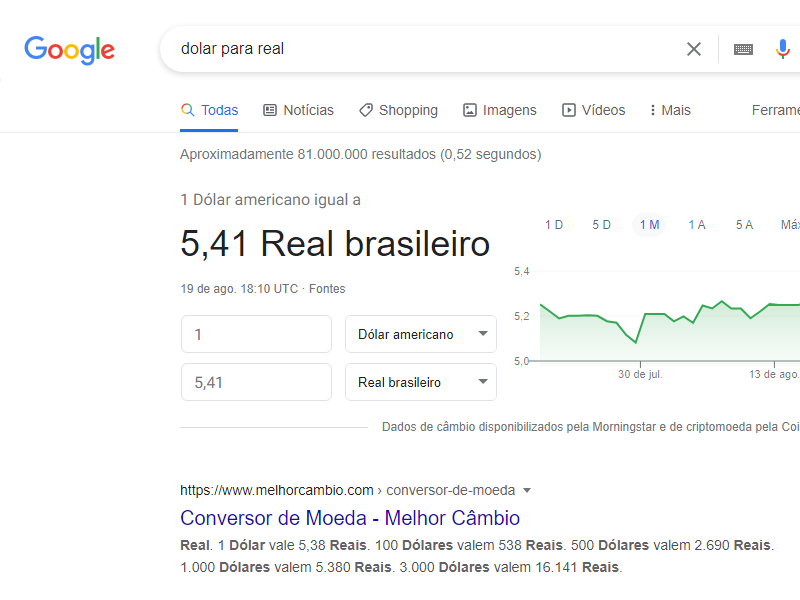 Google
dolar para real
Todas Notícias Shopping Imagens Vídeos Mais Ferrame
Aproximadamente 81.000.000 resultados (0,52 segundos)
1 Dólar americano igual a
5,41 Real brasileiro
19 de ago. 18:10 UTC · Fontes
1 Dólar americano
5,41 Real brasileiro
1 D 5 D 1 M 1 A 5 A Máx
5,4
5,2
5,0
30 de jul. 13 de ago.
Dados de câmbio disponibilizados pela Morningstar e de criptomoeda pela Coi
https://www.melhorcambio.com › conversor-de-moeda
Conversor de Moeda - Melhor Câmbio
Real. 1 Dólar vale 5,38 Reais. 100 Dólares valem 538 Reais. 500 Dólares valem 2.690 Reais.
1.000 Dólares valem 5.380 Reais. 3.000 Dólares valem 16.141 Reais.